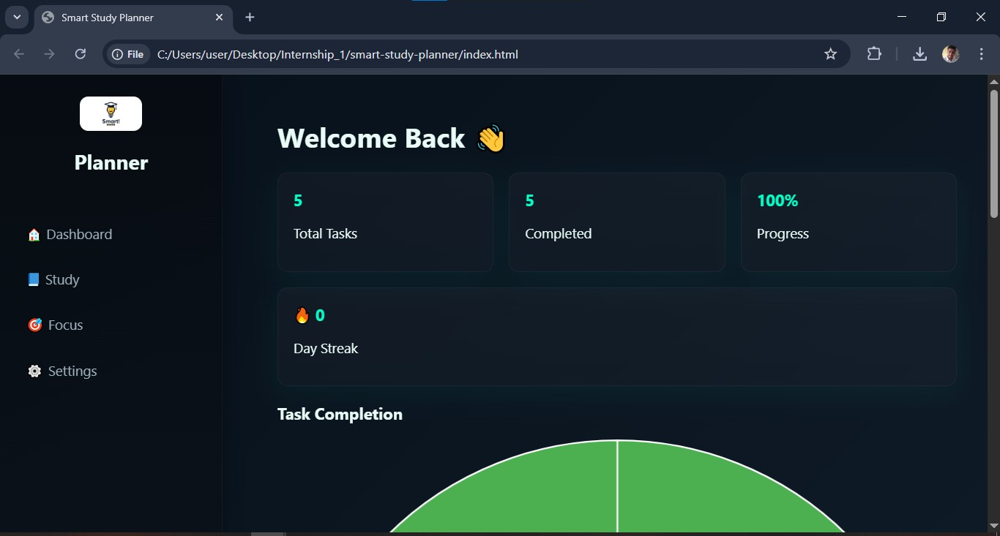 Smart Study Planner
File
C:/Users/user/Desktop/Internship_1/smart-study-planner/index.html
Smart!
Planner
🏠 Dashboard
📘 Study
🎯 Focus
⚙️ Settings
Welcome Back 👋
5
Total Tasks
5
Completed
100%
Progress
🔥 0
Day Streak
Task Completion